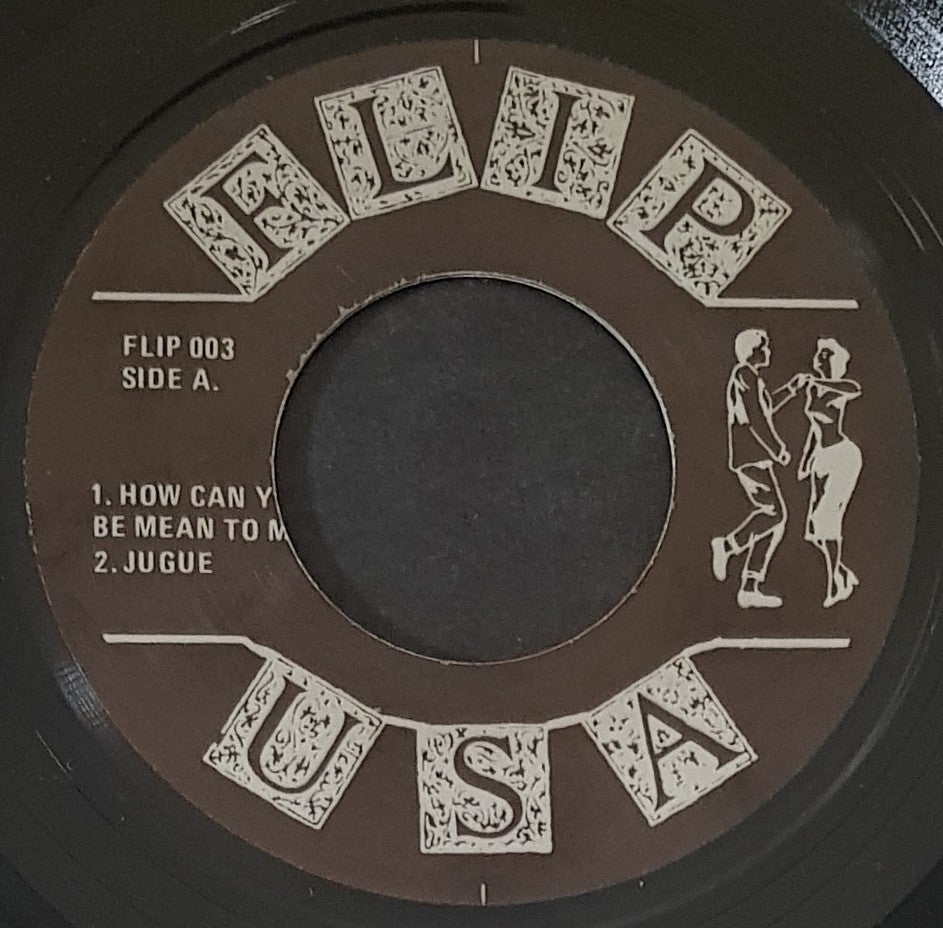 FLIP
FLIP 003
SIDE A.
1. HOW CAN Y
BE MEAN TO M
2. JUGUE
USA